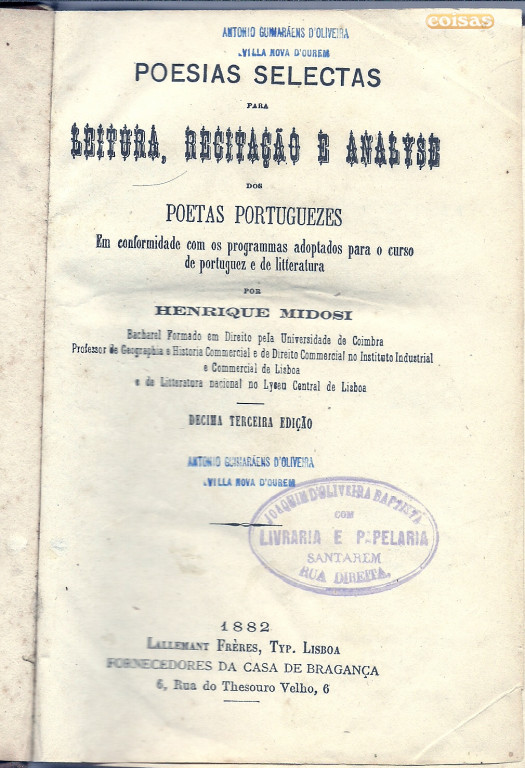 coisas
ANTONIO GUIMARÃENS D'OLIVEIRA
VILLA NOVA D'OUREM
POESIAS SELECTAS
PARA
LEITURA, RECITAÇÃO E ANALYSE
DOS
POETAS PORTUGUEZES
Em conformidade com os programmas adoptados para o curso
de portuguez e de litteratura
POR
HENRIQUE MIDOSI
Bacharel Formado em Direito pela Universidade de Coimbra
Professor de Geographia e Historia Commercial e de Direito Commercial no Instituto Industrial
e Commercial de Lisboa
e de Litteratura nacional no Lyceu Central de Lisboa
DECIMA TERCEIRA EDIÇÃO
ANTONIO GUIMARÃENS D'OLIVEIRA
VILLA NOVA D'OUREM
JOAQUIM D'OLIVEIRA BAPTISTA
COM
LIVRARIA E PAPELARIA
SANTAREM
RUA DIREITA.
1882
LALLEMANT FRÈRES, TYP. LISBOA
FORNECEDORES DA CASA DE BRAGANÇA
6, Rua do Thesouro Velho, 6